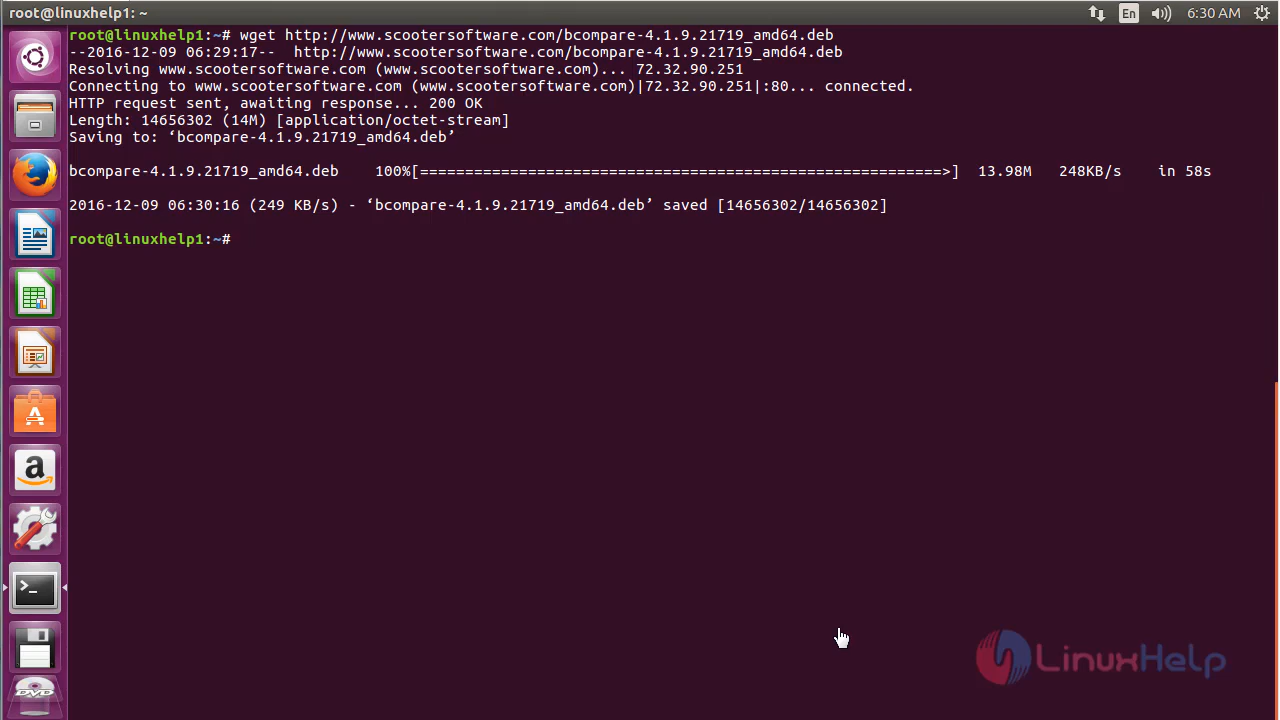 root@linuxhelp1: ~
En
6:30 AM
root@linuxhelp1:~# wget http://www.scootersoftware.com/bcompare-4.1.9.21719_amd64.deb
--2016-12-09 06:29:17--  http://www.scootersoftware.com/bcompare-4.1.9.21719_amd64.deb
Resolving www.scootersoftware.com (www.scootersoftware.com)... 72.32.90.251
Connecting to www.scootersoftware.com (www.scootersoftware.com)|72.32.90.251|:80... connected.
HTTP request sent, awaiting response... 200 OK
Length: 14656302 (14M) [application/octet-stream]
Saving to: ‘bcompare-4.1.9.21719_amd64.deb’
bcompare-4.1.9.21719_amd64.deb    100%[==========================================================>]  13.98M   248KB/s    in 58s
2016-12-09 06:30:16 (249 KB/s) - ‘bcompare-4.1.9.21719_amd64.deb’ saved [14656302/14656302]
root@linuxhelp1:~#
LinuxHelp